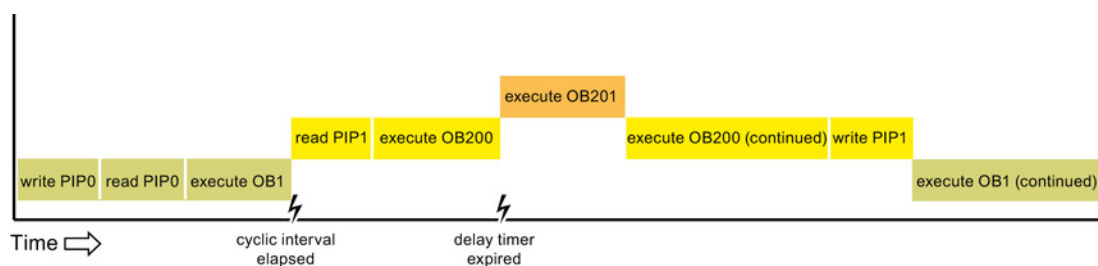 execute OB201
read PIP1
execute OB200
execute OB200 (continued)
write PIP1
write PIP0
read PIP0
execute OB1
execute OB1 (continued)
Time
cyclic interval
elapsed
delay timer
expired